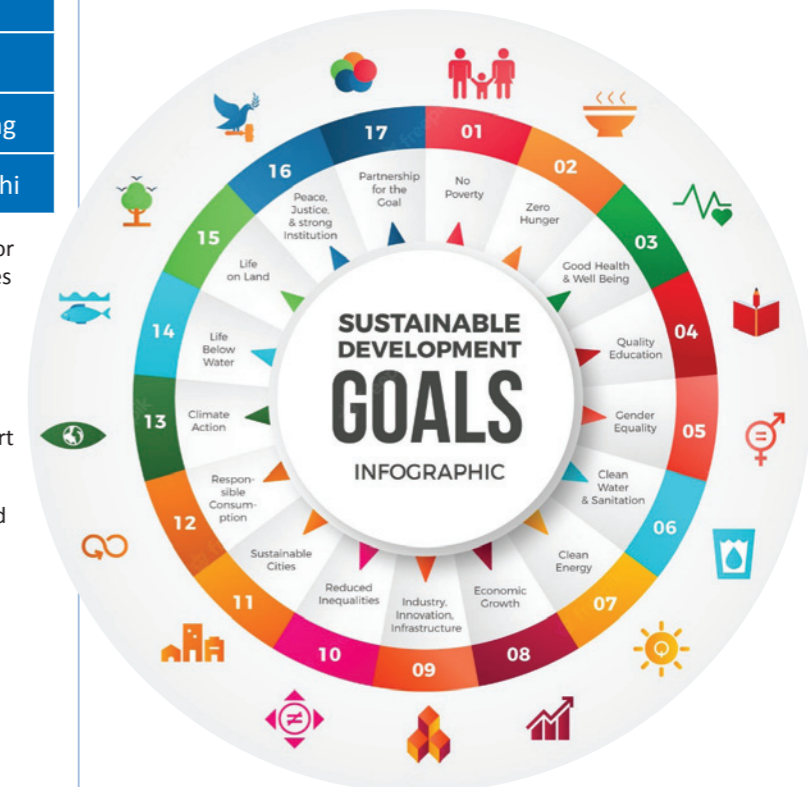 ng
hi
or
es
rt
d
SUSTAINABLE
DEVELOPMENT
GOALS
INFOGRAPHIC
01
No
Poverty
02
Zero
Hunger
03
Good Health
& Well Being
04
Quality
Education
05
Gender
Equality
06
Clean
Water
& Sanitation
07
Clean
Energy
08
Economic
Growth
09
Industry,
Innovation,
Infrastructure
10
Reduced
Inequalities
11
Sustainable
Cities
12
Respon-
sible
Consum-
ption
13
Climate
Action
14
Life
Below
Water
15
Life
on Land
16
Peace,
Justice,
& strong
Institution
17
Partnership
for the
Goal